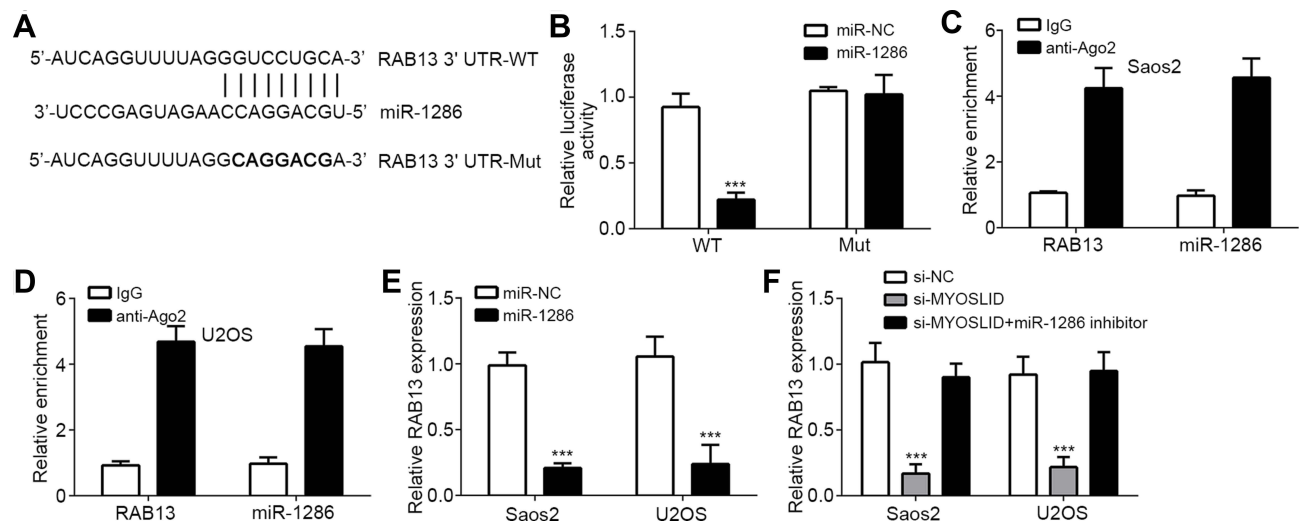 A
5’-AUCAGGUUUUAGGGUCCUGCA-3’ RAB13 3' UTR-WT
3’-UCCCGAGUAGAACCAGGACGU-5’ miR-1286
5’-AUCAGGUUUUAGGCAGGACGA-3’ RAB13 3' UTR-Mut
B
miR-NC
miR-1286
Relative luciferase
activity
1.5
1.0
0.5
0.0
***
WT Mut
C
IgG
anti-Ago2
Saos2
Relative enrichment
6
4
2
0
RAB13 miR-1286
D
IgG
anti-Ago2
U2OS
Relative enrichment
6
4
2
0
RAB13 miR-1286
E
miR-NC
miR-1286
Relative RAB13 expression
1.5
1.0
0.5
0.0
*** ***
Saos2 U2OS
F
si-NC
si-MYOSLID
si-MYOSLID+miR-1286 inhibitor
Relative RAB13 expression
1.5
1.0
0.5
0.0
*** ***
Saos2 U2OS